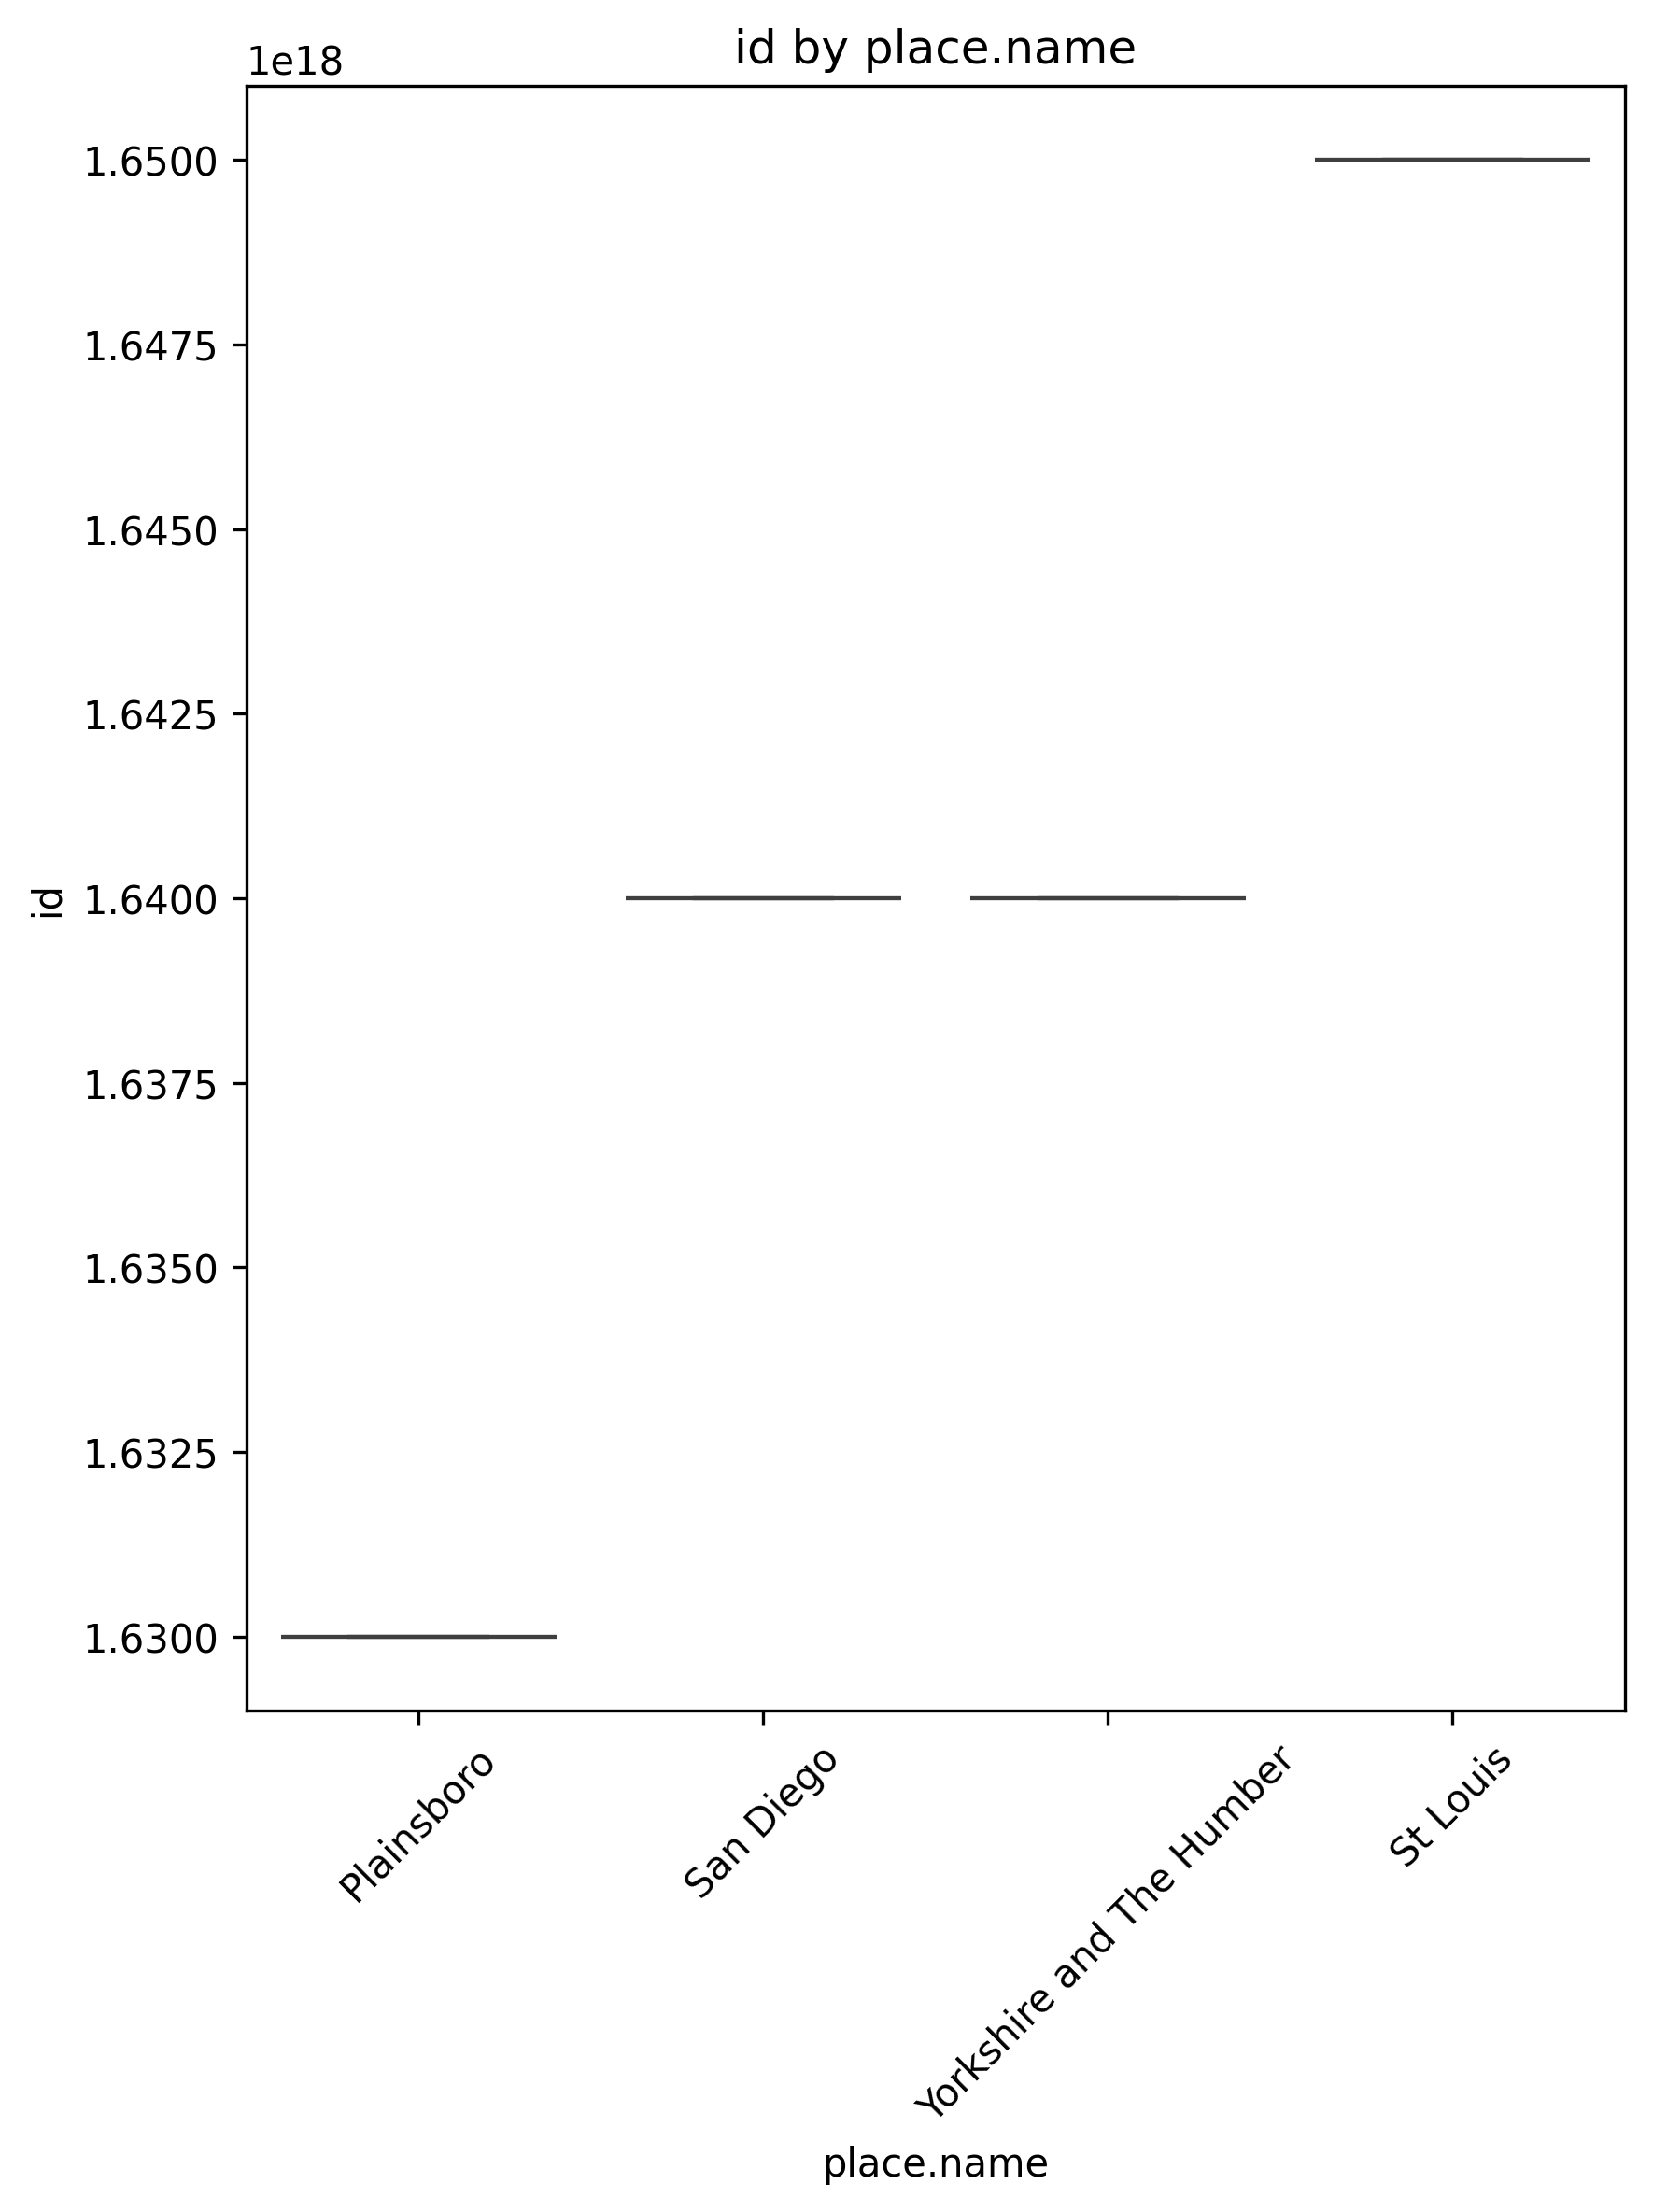 id by place.name
1e18
1.6500
1.6475
1.6450
1.6425
1.6400
1.6375
1.6350
1.6325
1.6300
id
Plainsboro
San Diego
Yorkshire and The Humber
St Louis
place.name